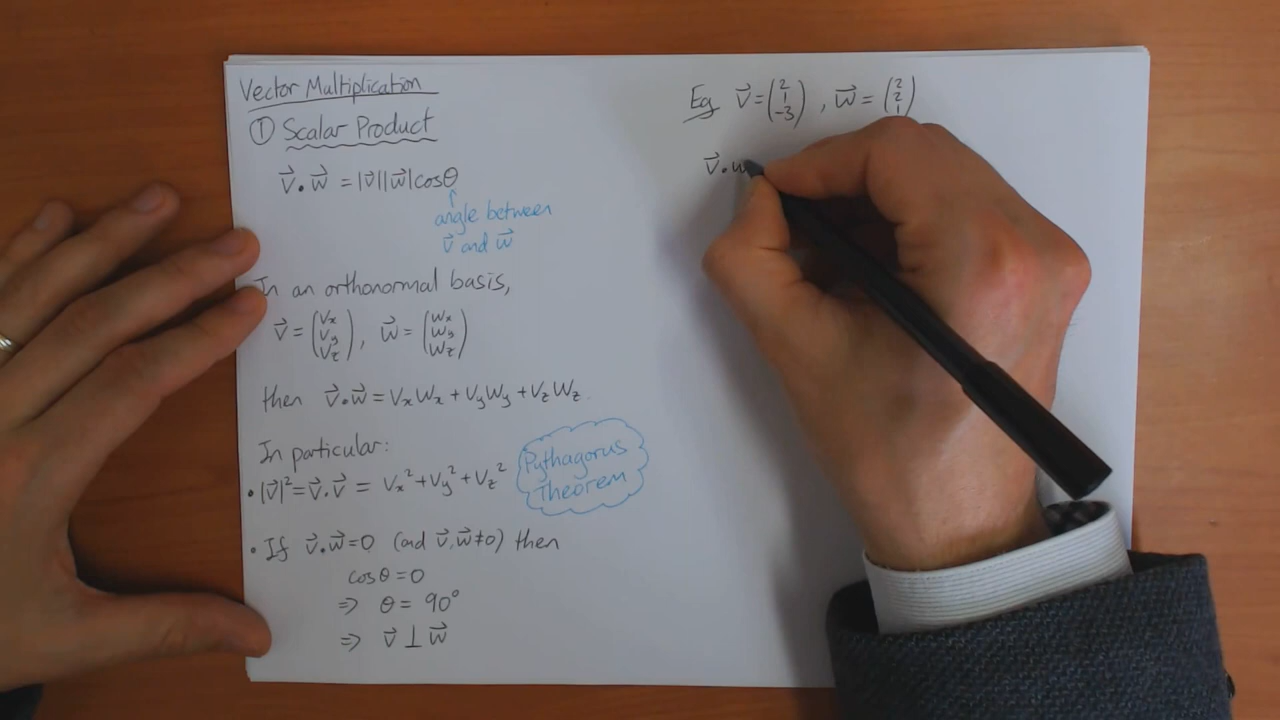 Vector Multiplication
① Scalar Product
v⃗ · w⃗ = |v⃗||w⃗|cosθ
↑
angle between
v⃗ and w⃗
In an orthonormal basis,
v⃗ = (Vx Vy Vz), w⃗ = (Wx Wy Wz)
then v⃗·w⃗ = VxWx + VyWy + VzWz.
In particular:
• |v⃗|² = v⃗·v⃗ = Vx² + Vy² + Vz²
Pythagorus
Theorem
• If v⃗·w⃗=0 (and v⃗,w⃗≠0) then
cosθ = 0
⇒ θ = 90°
⇒ v⃗ ⊥ w⃗
Eg v⃗ = (2 1 -3), w⃗ = (2 2 1)
v⃗·w